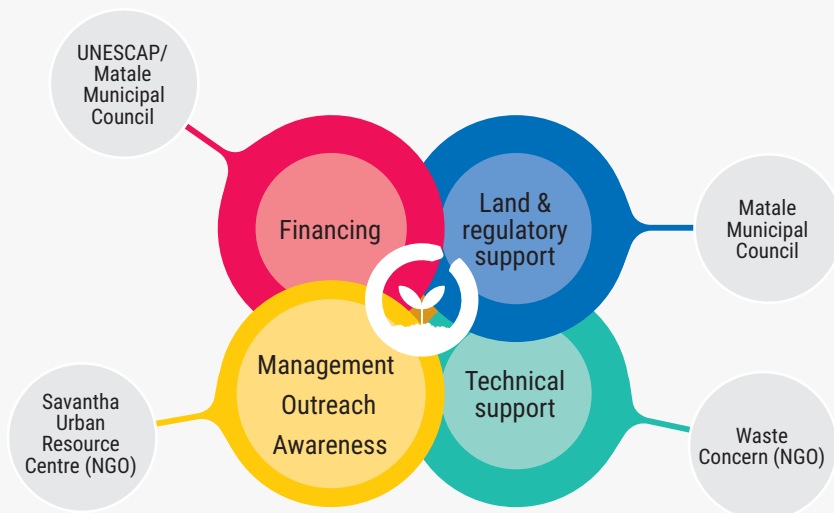 UNESCAP/
Matale
Municipal
Council
Financing
Land &
regulatory
support
Matale
Municipal
Council
Management
Outreach
Awareness
Technical
support
Savantha
Urban
Resource
Centre (NGO)
Waste
Concern (NGO)